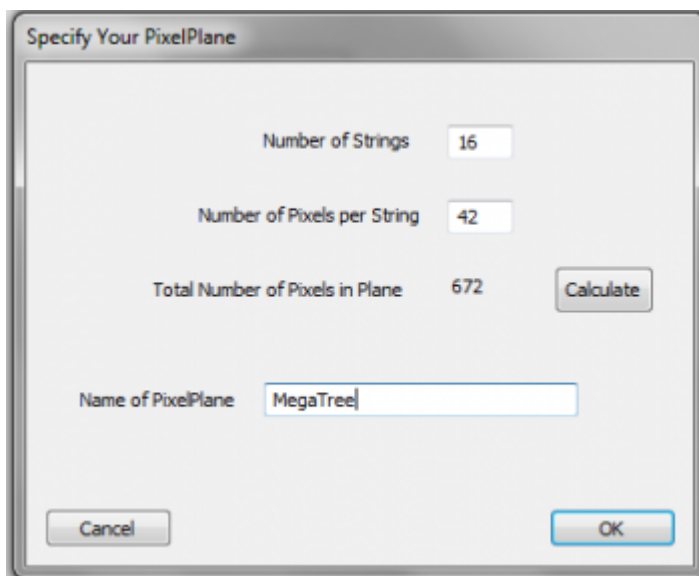 Specify Your PixelPlane
Number of Strings 16
Number of Pixels per String 42
Total Number of Pixels in Plane 672 Calculate
Name of PixelPlane MegaTree
Cancel OK